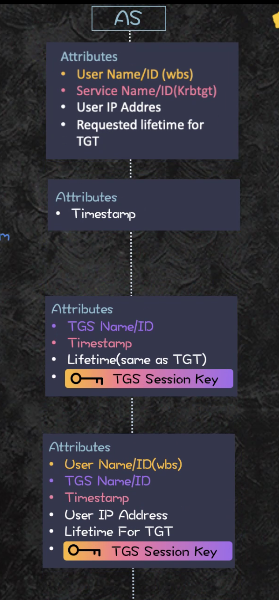 AS
Attributes
• User Name/ID (wbs)
• Service Name/ID(Krbtgt)
• User IP Addres
• Requested lifetime for
TGT
Attributes
• Timestamp
m
Attributes
• TGS Name/ID
• Timestamp
• Lifetime(same as TGT)
• TGS Session Key
Attributes
• User Name/ID(wbs)
• TGS Name/ID
• Timestamp
• User IP Address
• Lifetime For TGT
• TGS Session Key